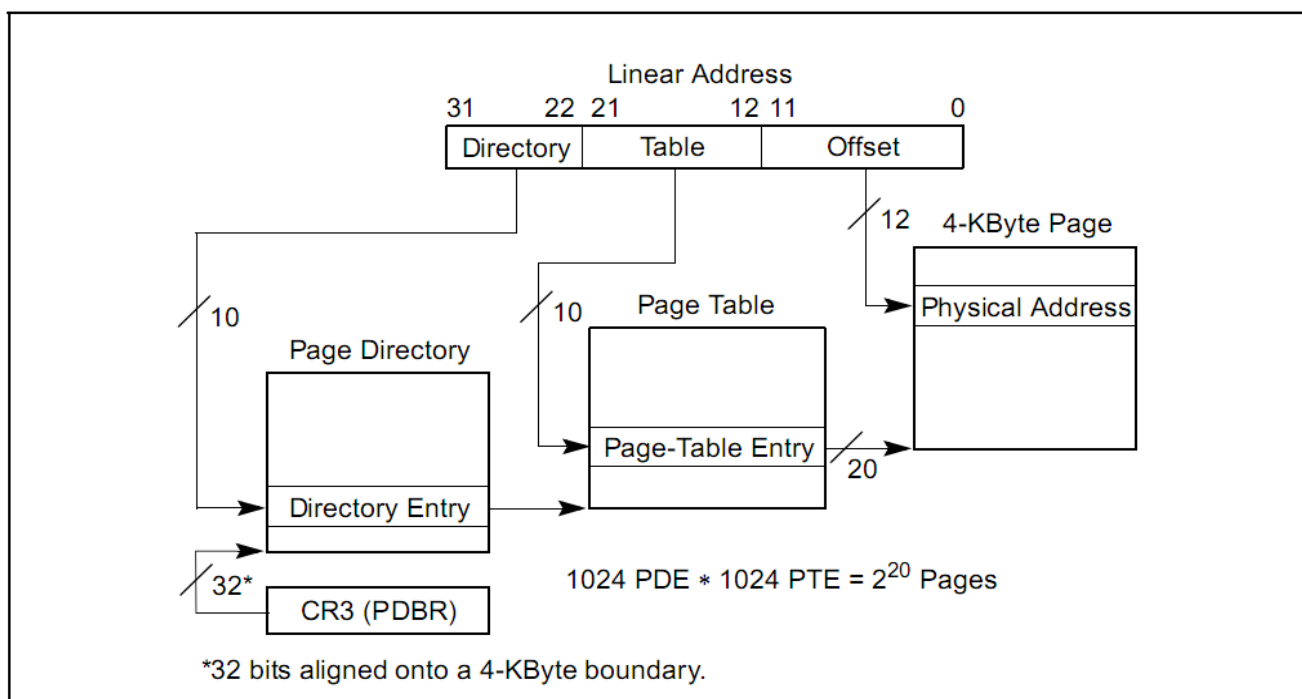 Linear Address
31 22 21 12 11 0
Directory Table Offset
12
4-KByte Page
Physical Address
10
10
Page Table
Page Directory
Page-Table Entry
20
Directory Entry
32*
CR3 (PDBR)
1024 PDE ∗ 1024 PTE = 2²⁰ Pages
*32 bits aligned onto a 4-KByte boundary.